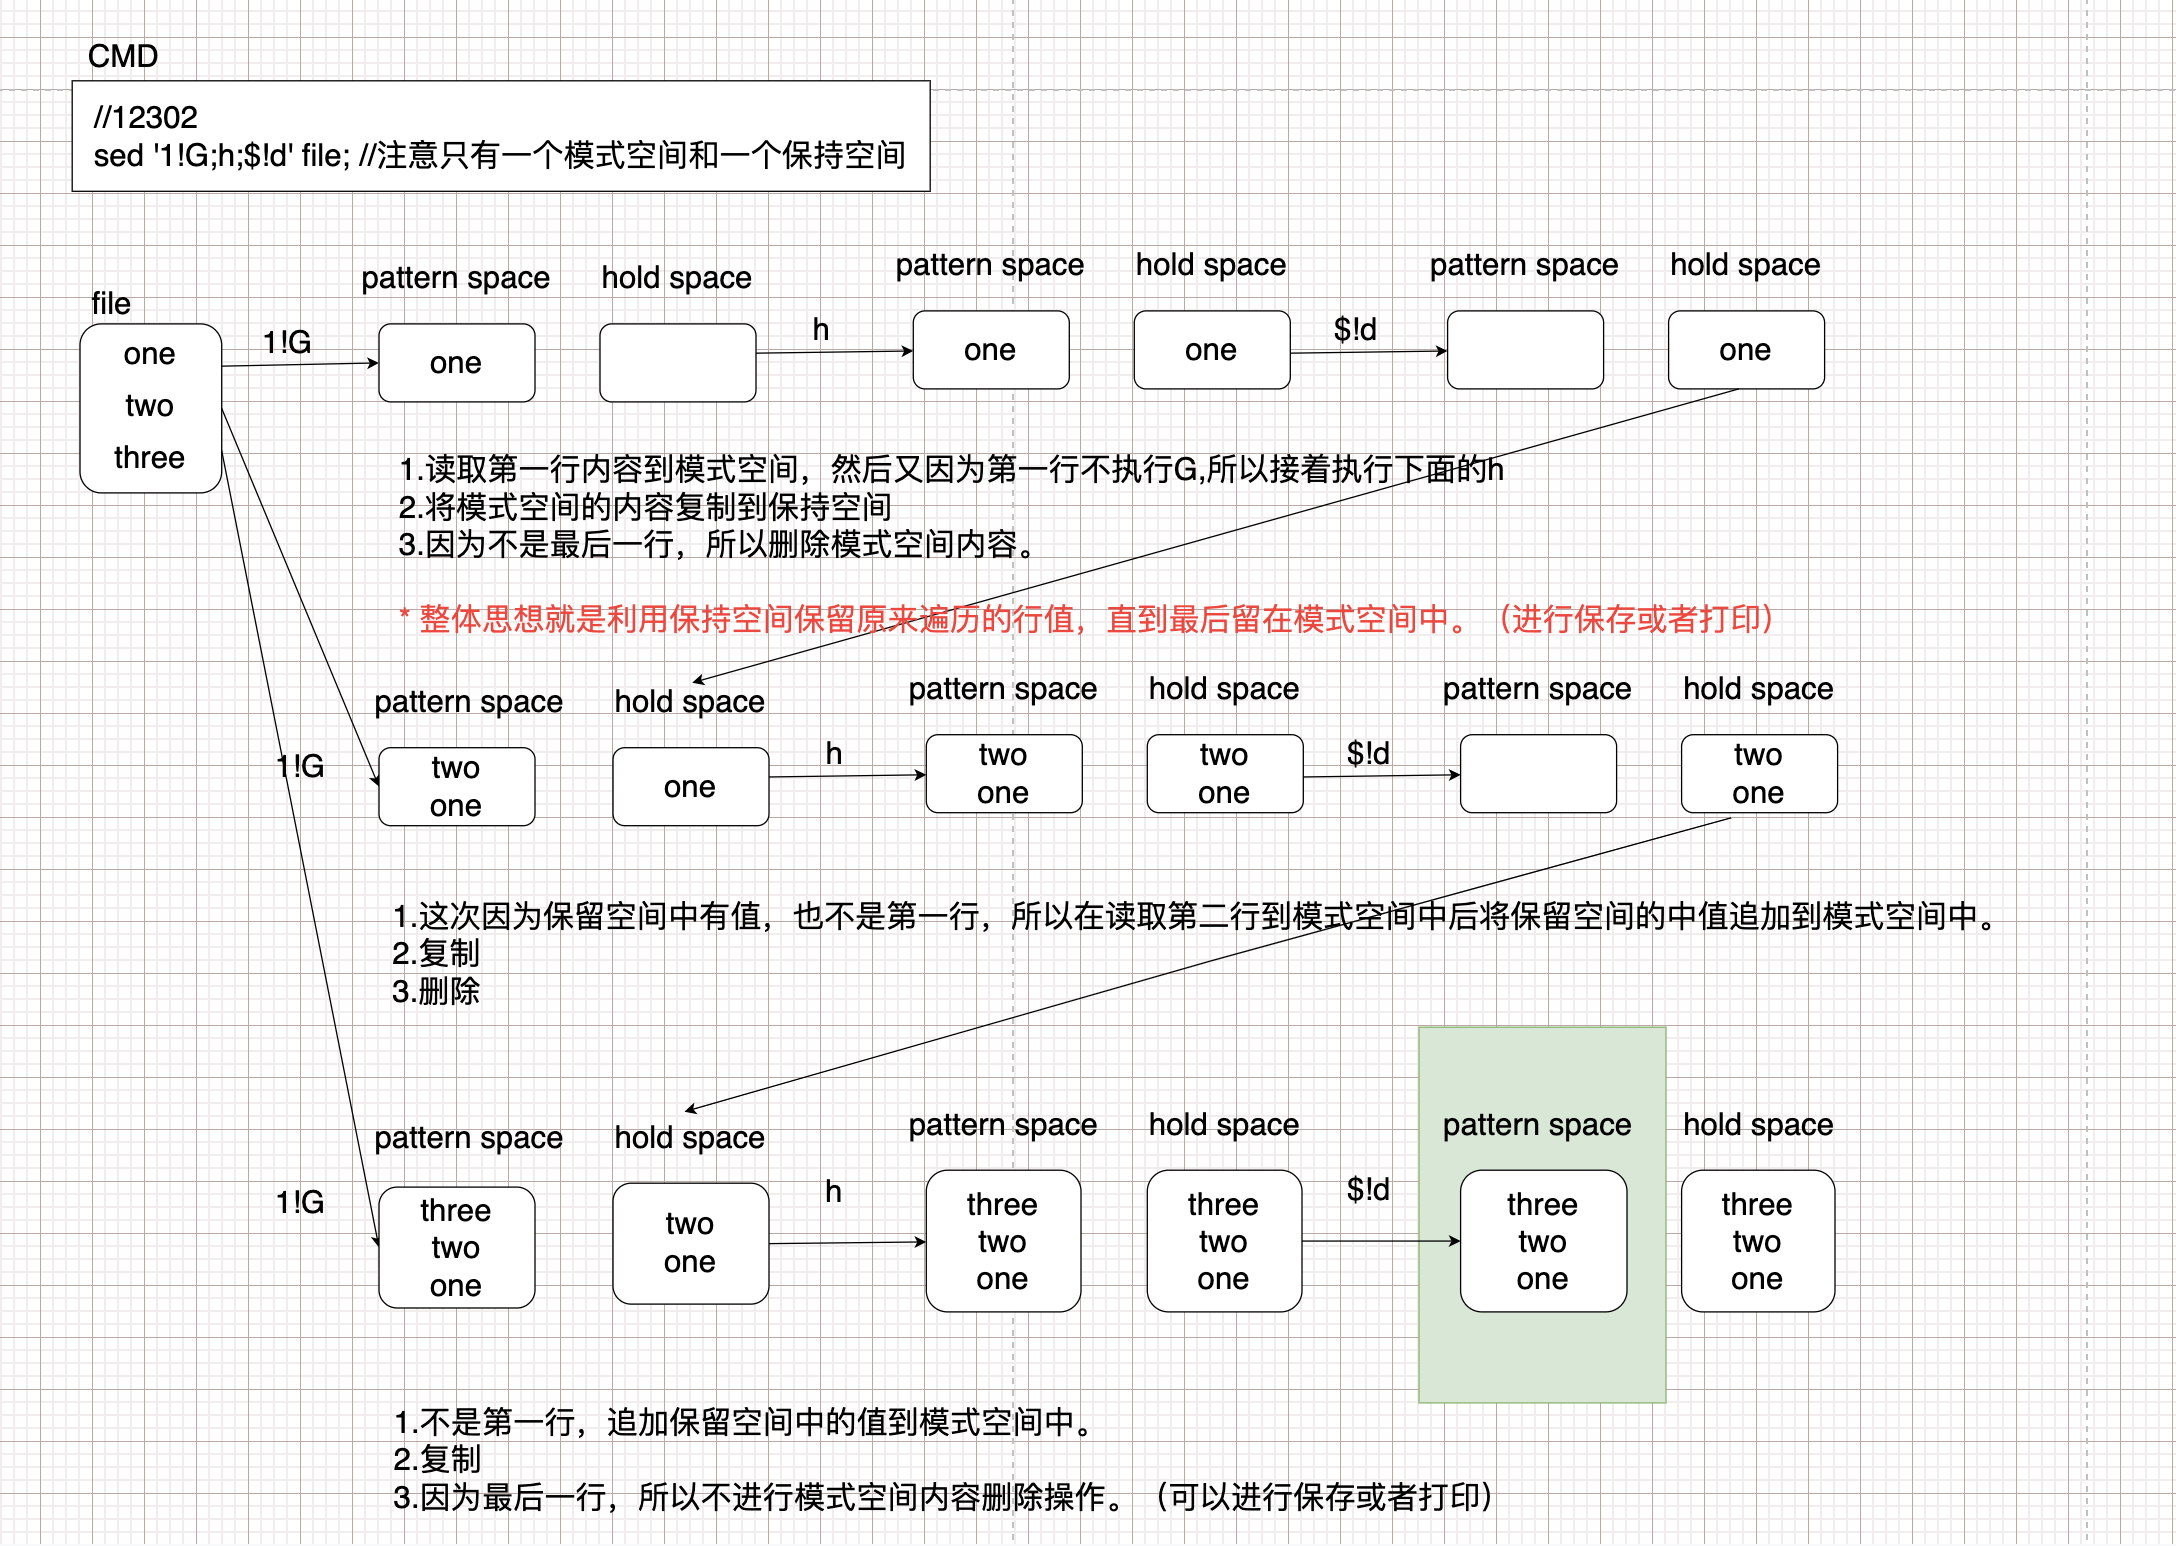 CMD
//12302
sed '1!G;h;$!d' file; //注意只有一个模式空间和一个保持空间
file
one
two
three
1!G
pattern space
one
hold space
h
pattern space
one
hold space
one
$!d
pattern space
hold space
one
1.读取第一行内容到模式空间，然后又因为第一行不执行G,所以接着执行下面的h
2.将模式空间的内容复制到保持空间
3.因为不是最后一行，所以删除模式空间内容。
* 整体思想就是利用保持空间保留原来遍历的行值，直到最后留在模式空间中。（进行保存或者打印）
1!G
pattern space
two
one
hold space
one
h
pattern space
two
one
hold space
two
one
$!d
pattern space
hold space
two
one
1.这次因为保留空间中有值，也不是第一行，所以在读取第二行到模式空间中后将保留空间的中值追加到模式空间中。
2.复制
3.删除
1!G
pattern space
three
two
one
hold space
two
one
h
pattern space
three
two
one
hold space
three
two
one
$!d
pattern space
three
two
one
hold space
three
two
one
1.不是第一行，追加保留空间中的值到模式空间中。
2.复制
3.因为最后一行，所以不进行模式空间内容删除操作。（可以进行保存或者打印）